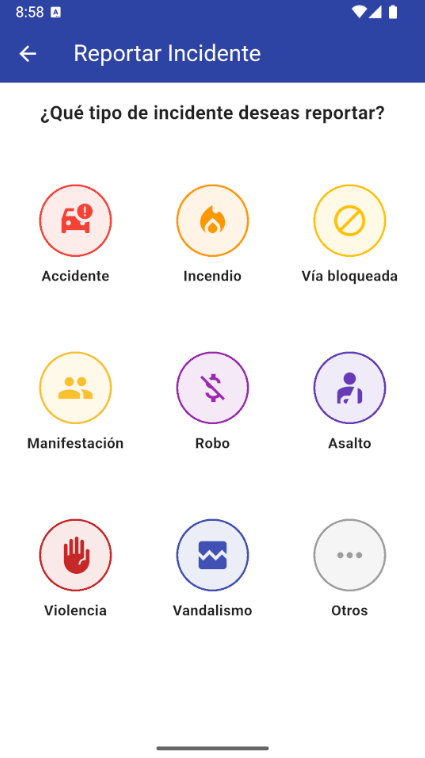 8:58
Reportar Incidente
¿Qué tipo de incidente deseas reportar?
Accidente
Incendio
Vía bloqueada
Manifestación
Robo
Asalto
Violencia
Vandalismo
Otros